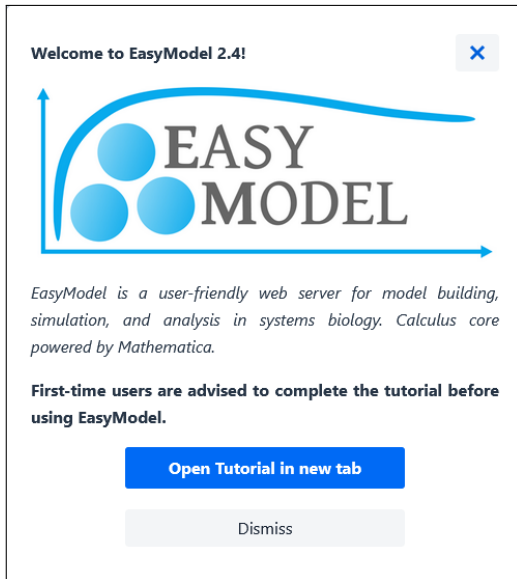 Welcome to EasyModel 2.4!
EASY
MODEL
EasyModel is a user-friendly web server for model building,
simulation, and analysis in systems biology. Calculus core
powered by Mathematica.
First-time users are advised to complete the tutorial before
using EasyModel.
Open Tutorial in new tab
Dismiss